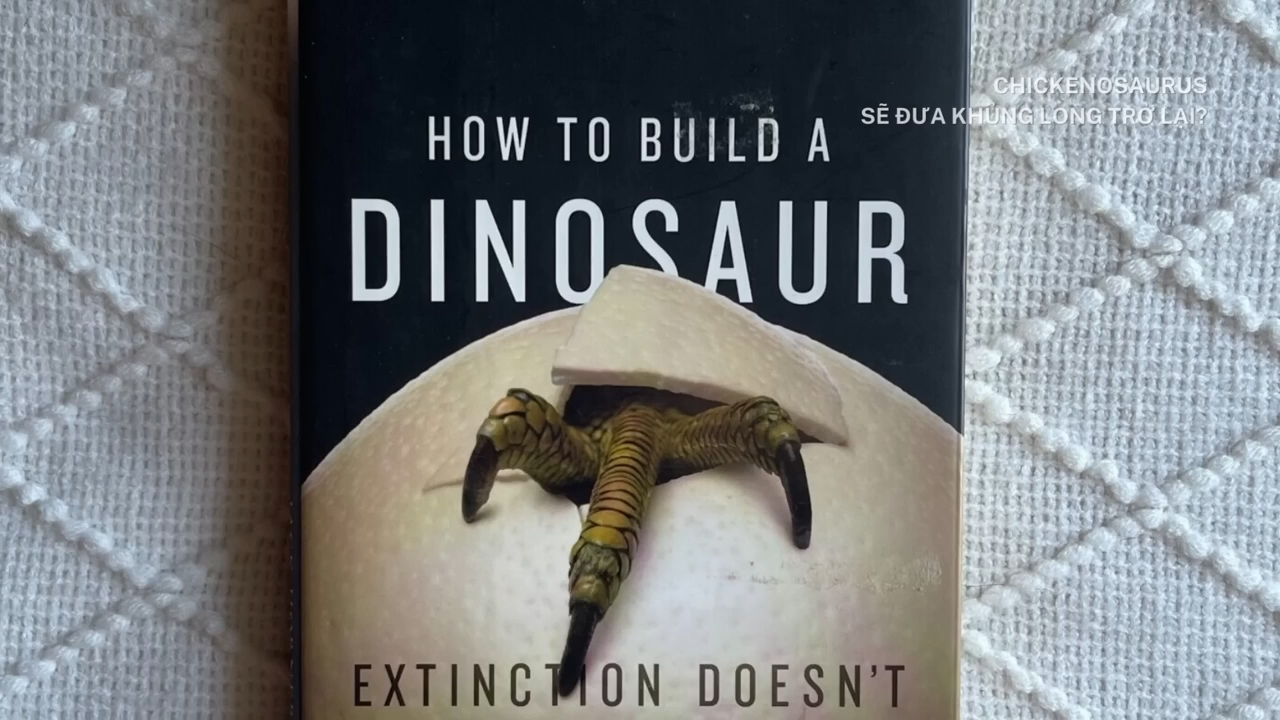 CHICKENOSAURUS
SẼ ĐƯA KHỦNG LONG TRỞ LẠI?
HOW TO BUILD A
DINOSAUR
EXTINCTION DOESN'T